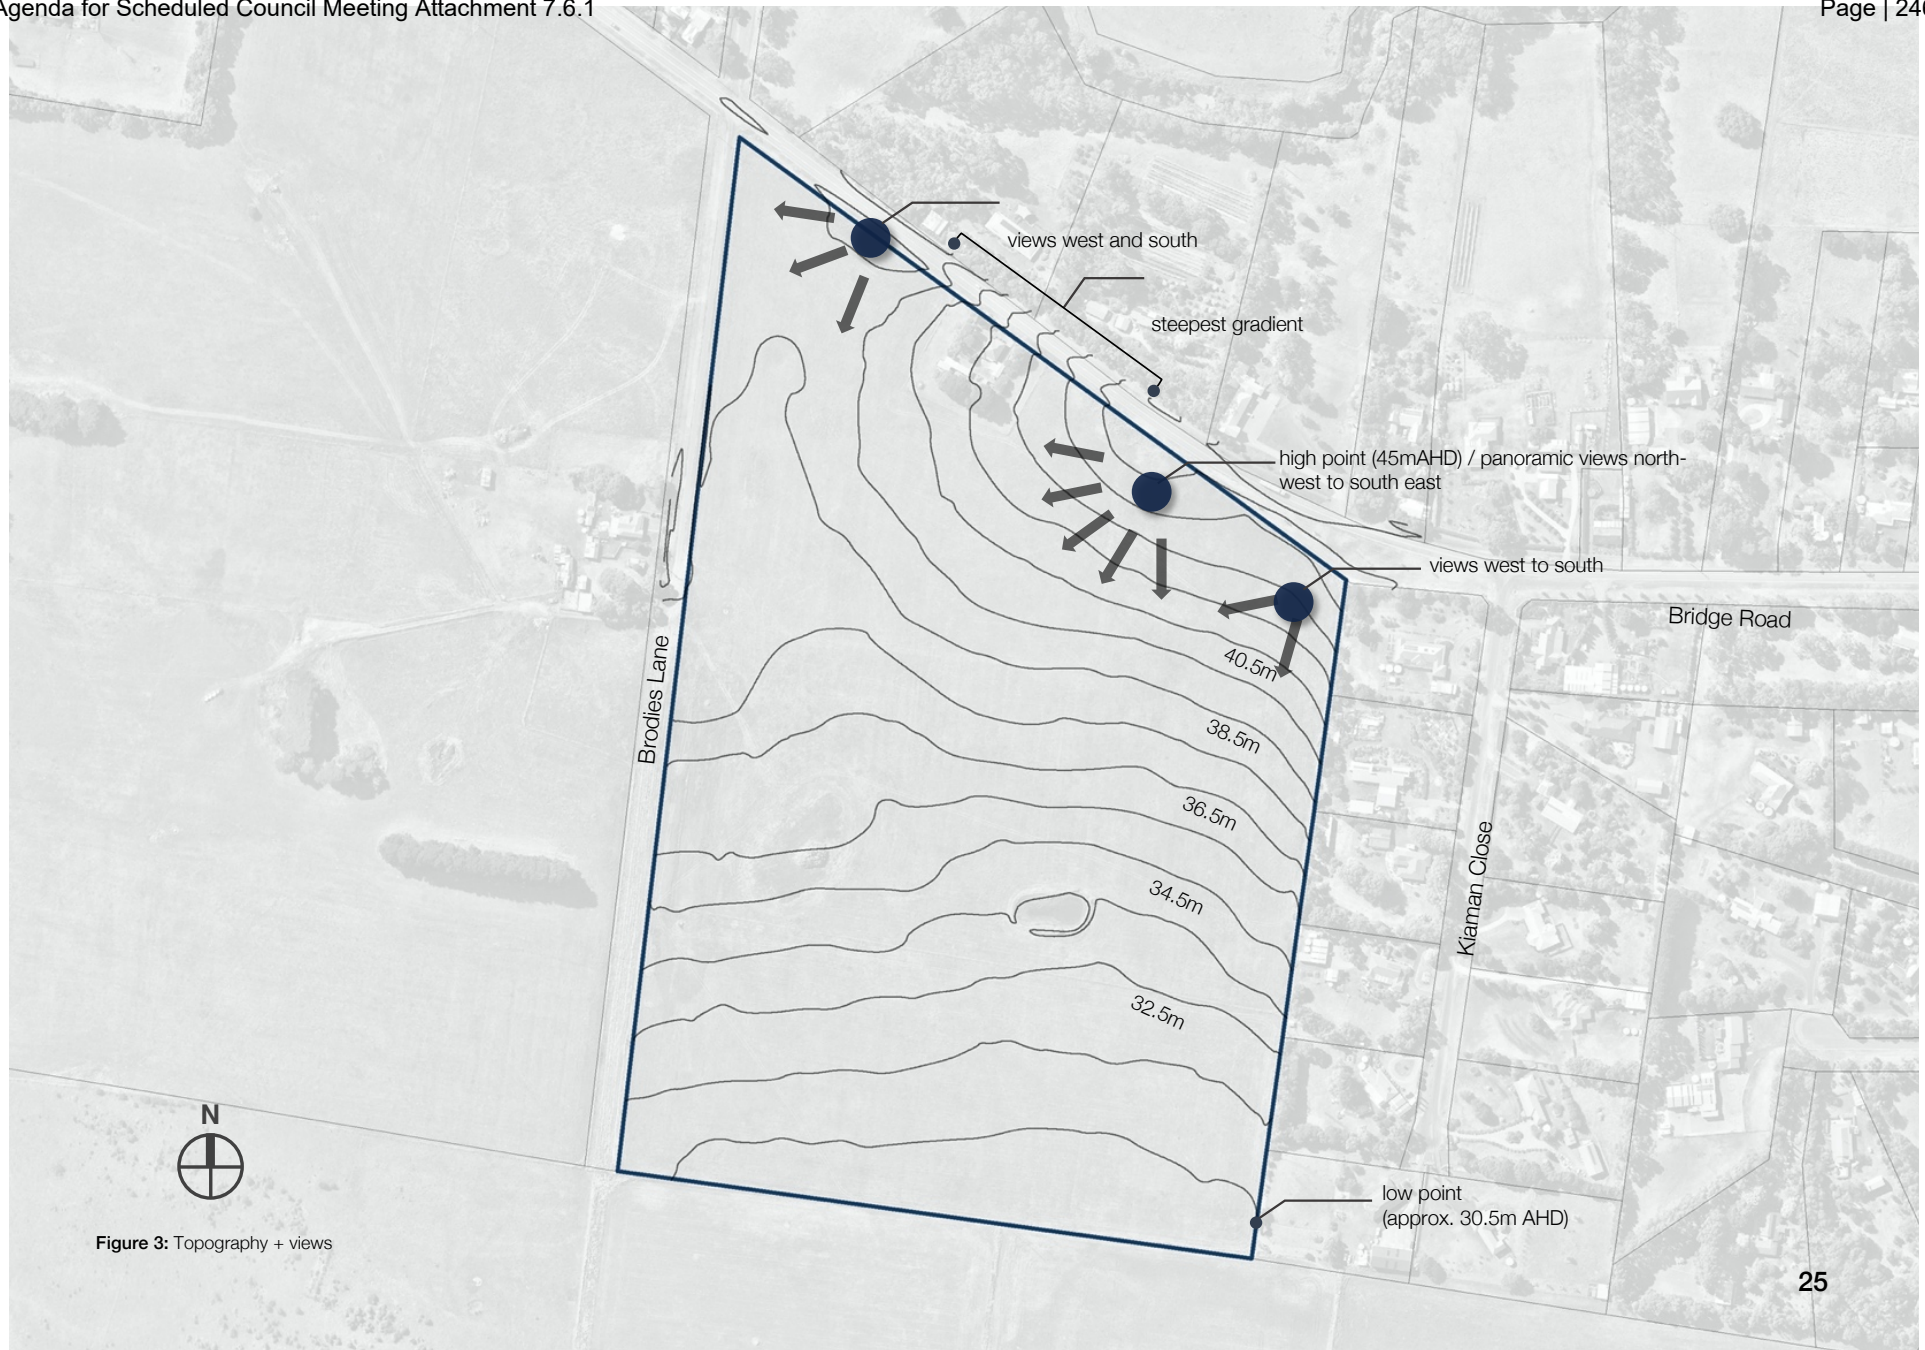 Agenda for Scheduled Council Meeting Attachment 7.6.1
Page | 240
views west and south
steepest gradient
high point (45mAHD) / panoramic views north-
west to south east
views west to south
Bridge Road
40.5m
Brodies Lane
38.5m
36.5m
Kiaman Close
34.5m
32.5m
N
low point
(approx. 30.5m AHD)
Figure 3: Topography + views
25